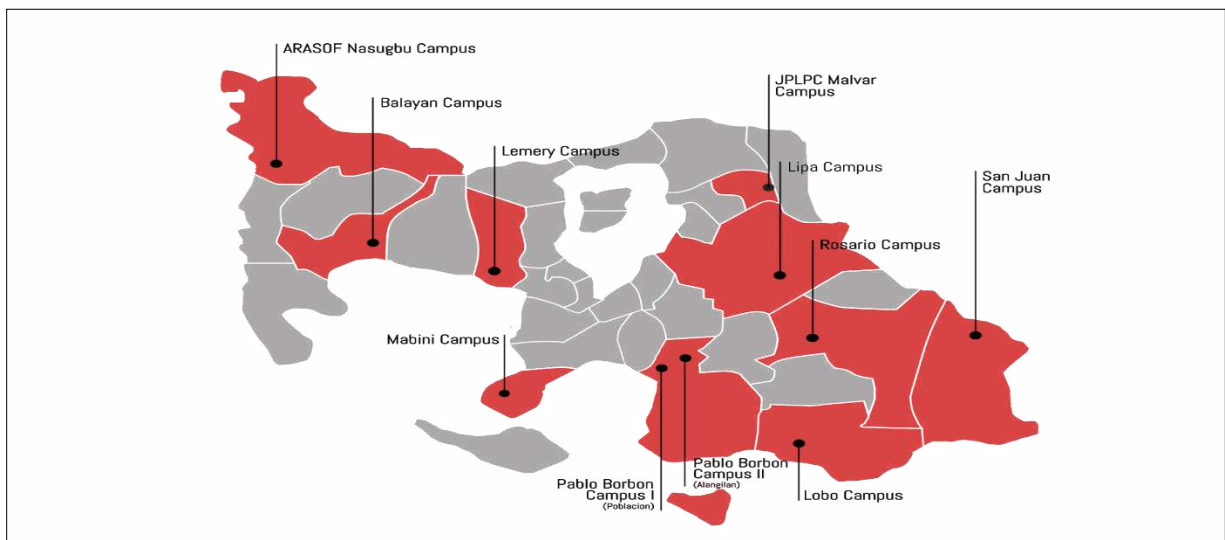 ARASOF Nasugbu Campus
Balayan Campus
Lemery Campus
JPLPC Malvar
Campus
Lipa Campus
San Juan
Campus
Rosario Campus
Mabini Campus
Pablo Borbon
Campus I
(Poblacion)
Pablo Borbon
Campus II
(Alangilan)
Lobo Campus